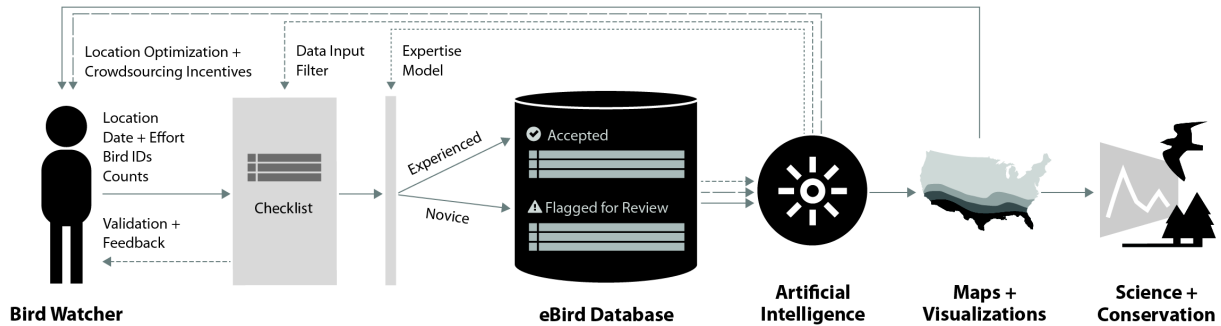 Location Optimization +
Crowdsourcing Incentives
Data Input
Filter
Expertise
Model
Location
Date + Effort
Bird IDs
Counts
Validation +
Feedback
Checklist
Experienced
Novice
Accepted
Flagged for Review
Bird Watcher
eBird Database
Artificial
Intelligence
Maps +
Visualizations
Science +
Conservation